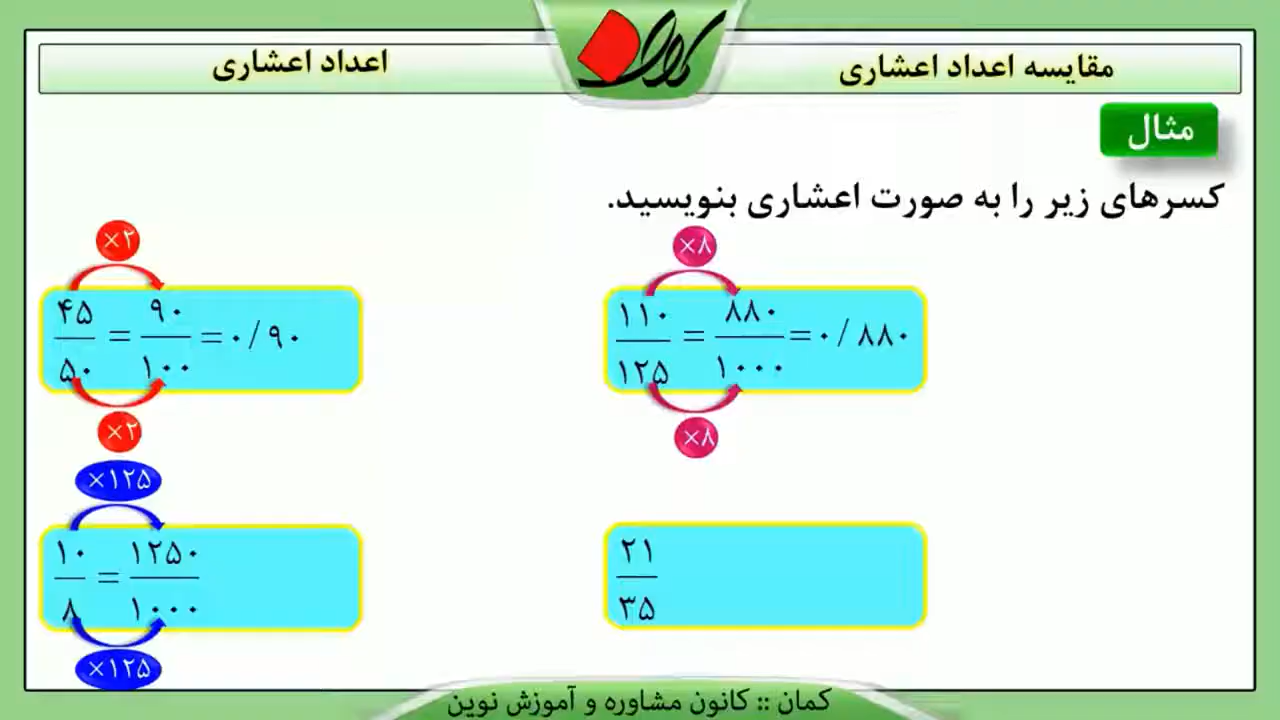 مقایسه اعداد اعشاری
کمان
اعداد اعشاری
مثال
کسرهای زیر را به صورت اعشاری بنویسید.
×۸
۱۱۰/۱۲۵ = ۸۸۰/۱۰۰۰ = ۰/۸۸۰
×۸
×۲
۴۵/۵۰ = ۹۰/۱۰۰ = ۰/۹۰
×۲
۲۱/۳۵
×۱۲۵
۱۰/۸ = ۱۲۵۰/۱۰۰۰
×۱۲۵
کمان :: کانون مشاوره و آموزش نوین